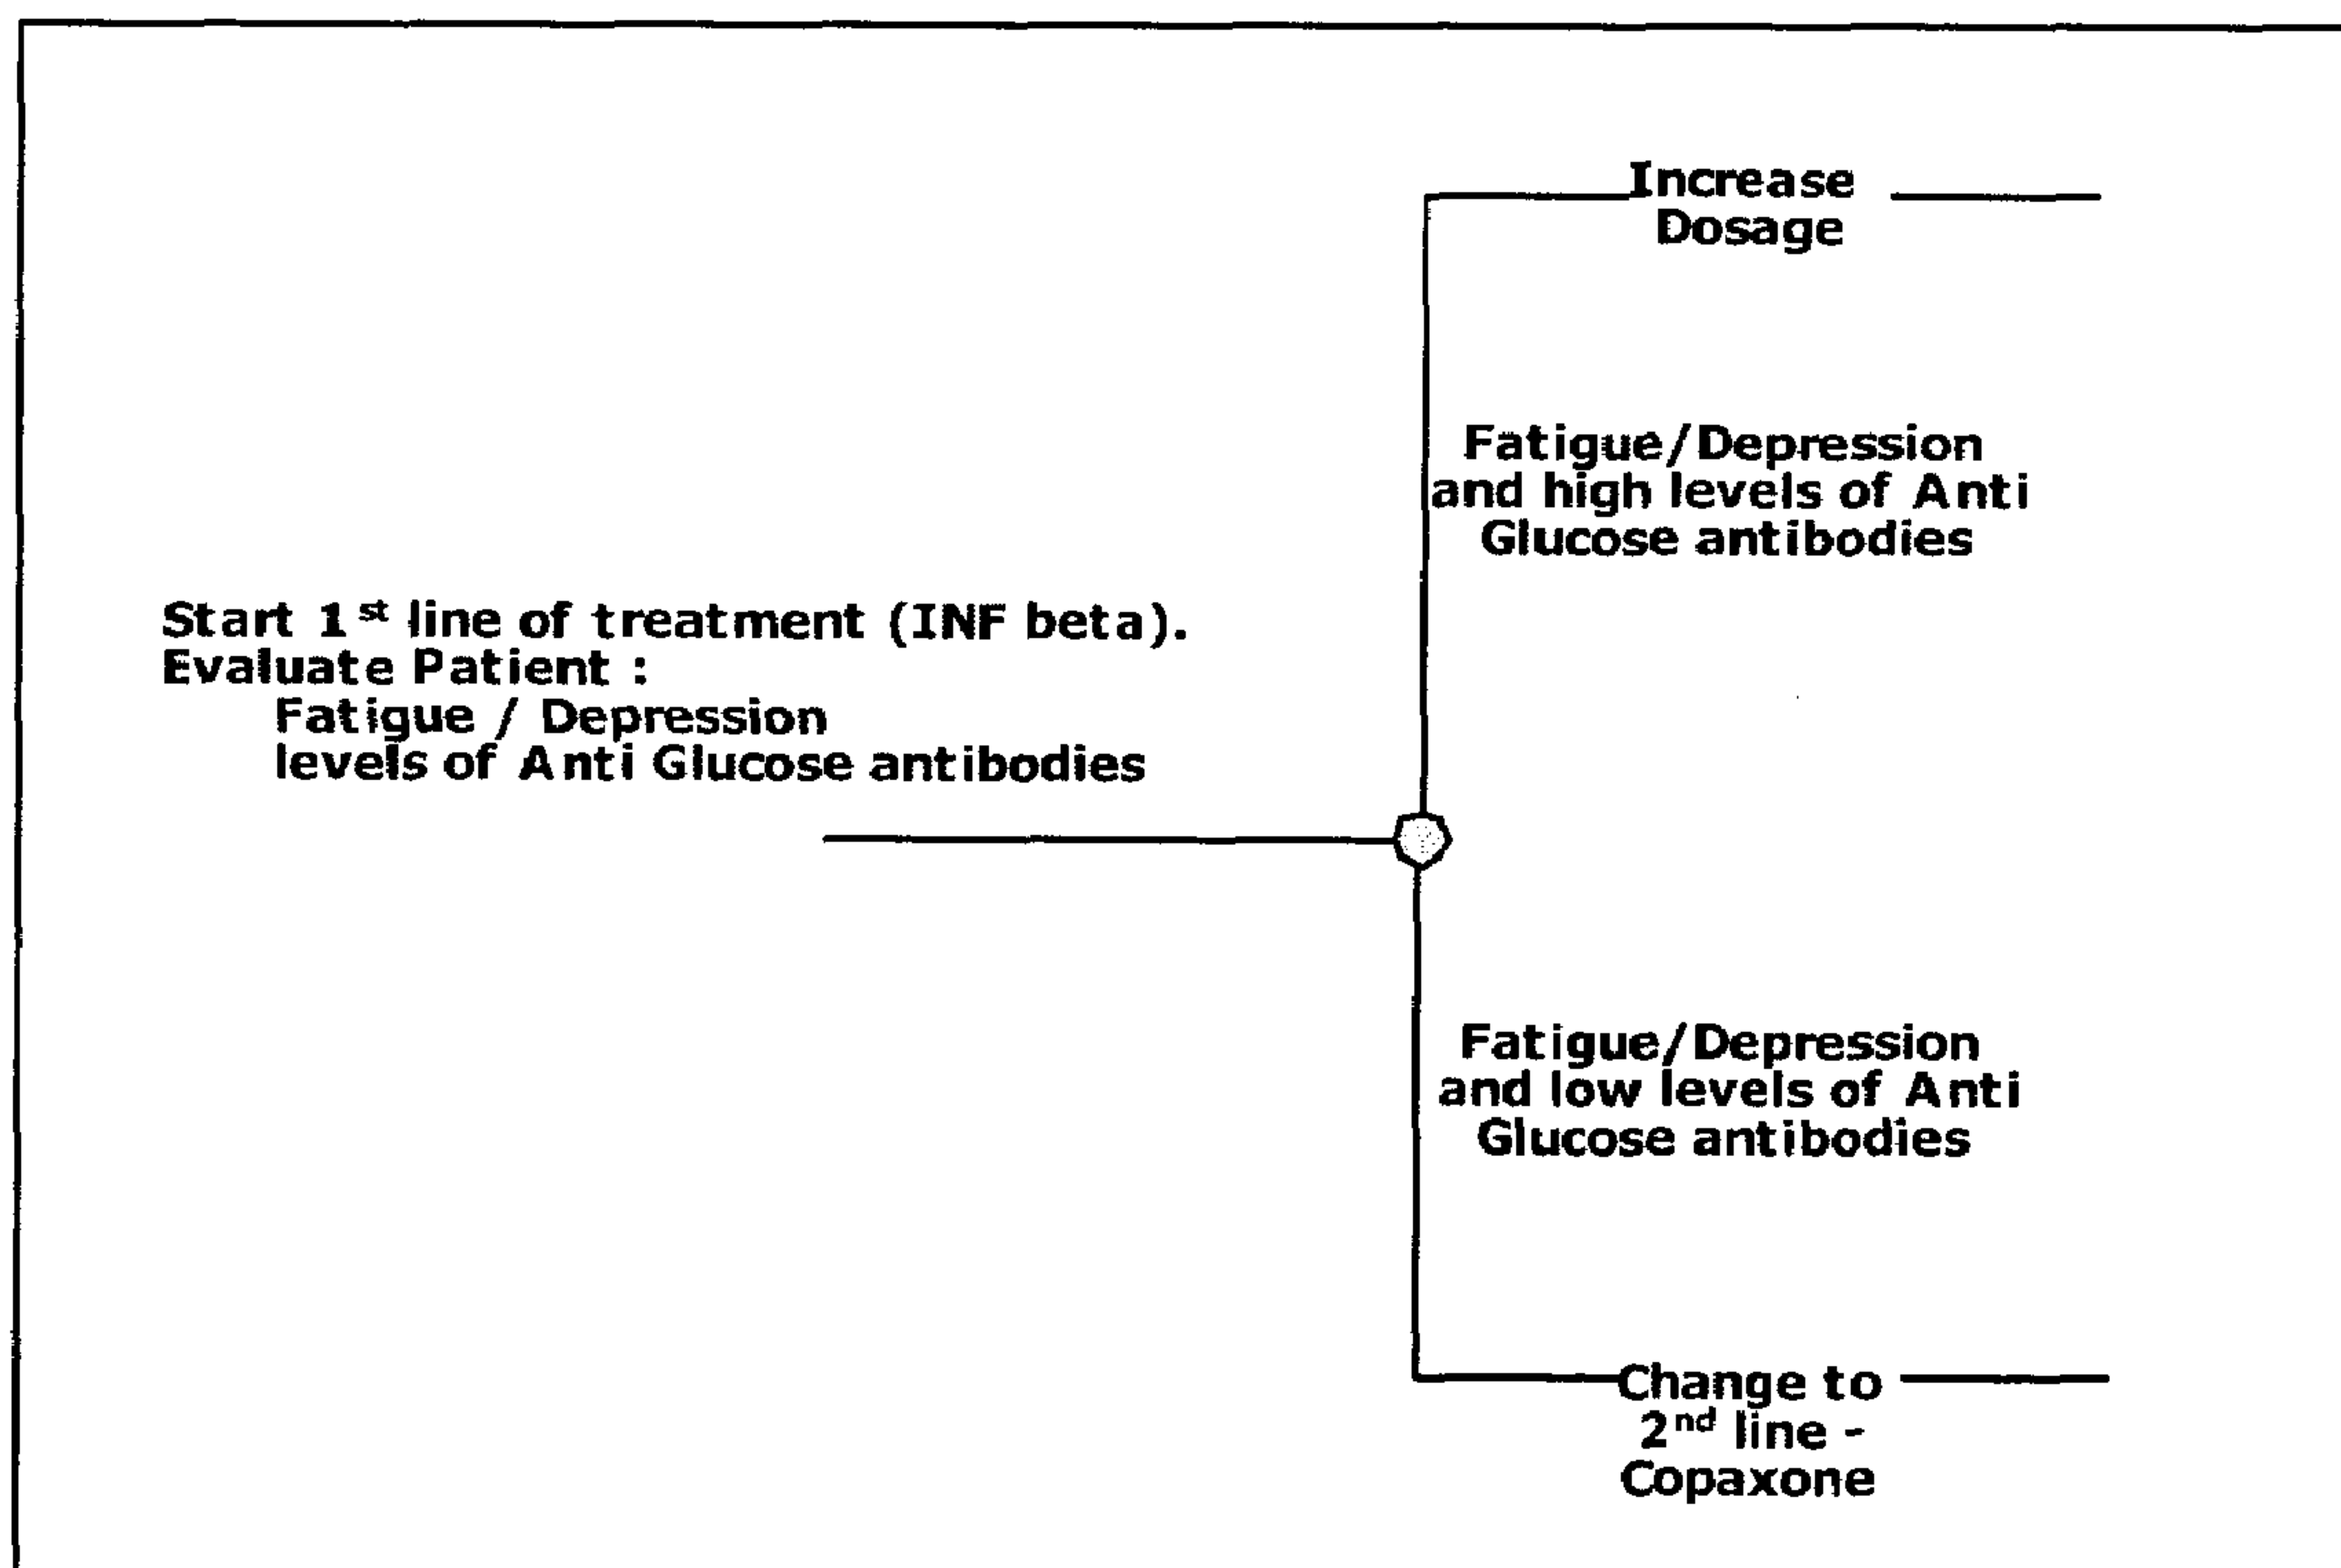 Increase
Dosage
Fatigue/Depression
and high levels of Anti
Glucose antibodies
Start 1st line of treatment (INF beta).
Evaluate Patient :
Fatigue / Depression
levels of Anti Glucose antibodies
Fatigue/Depression
and low levels of Anti
Glucose antibodies
Change to
2nd line -
Copaxone